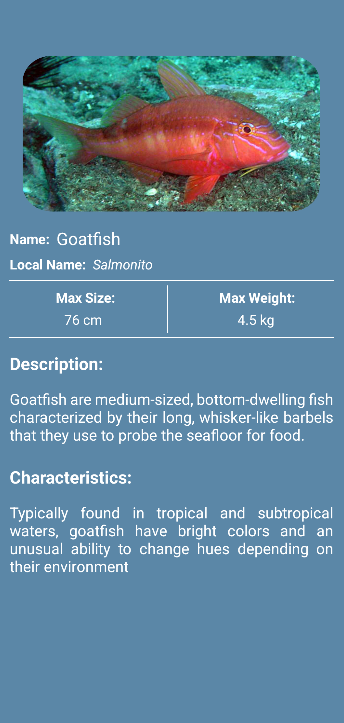 Name: Goatfish
Local Name: Salmonito
Max Size: Max Weight:
76 cm 4.5 kg
Description:
Goatfish are medium-sized, bottom-dwelling fish
characterized by their long, whisker-like barbels
that they use to probe the seafloor for food.
Characteristics:
Typically found in tropical and subtropical
waters, goatfish have bright colors and an
unusual ability to change hues depending on
their environment